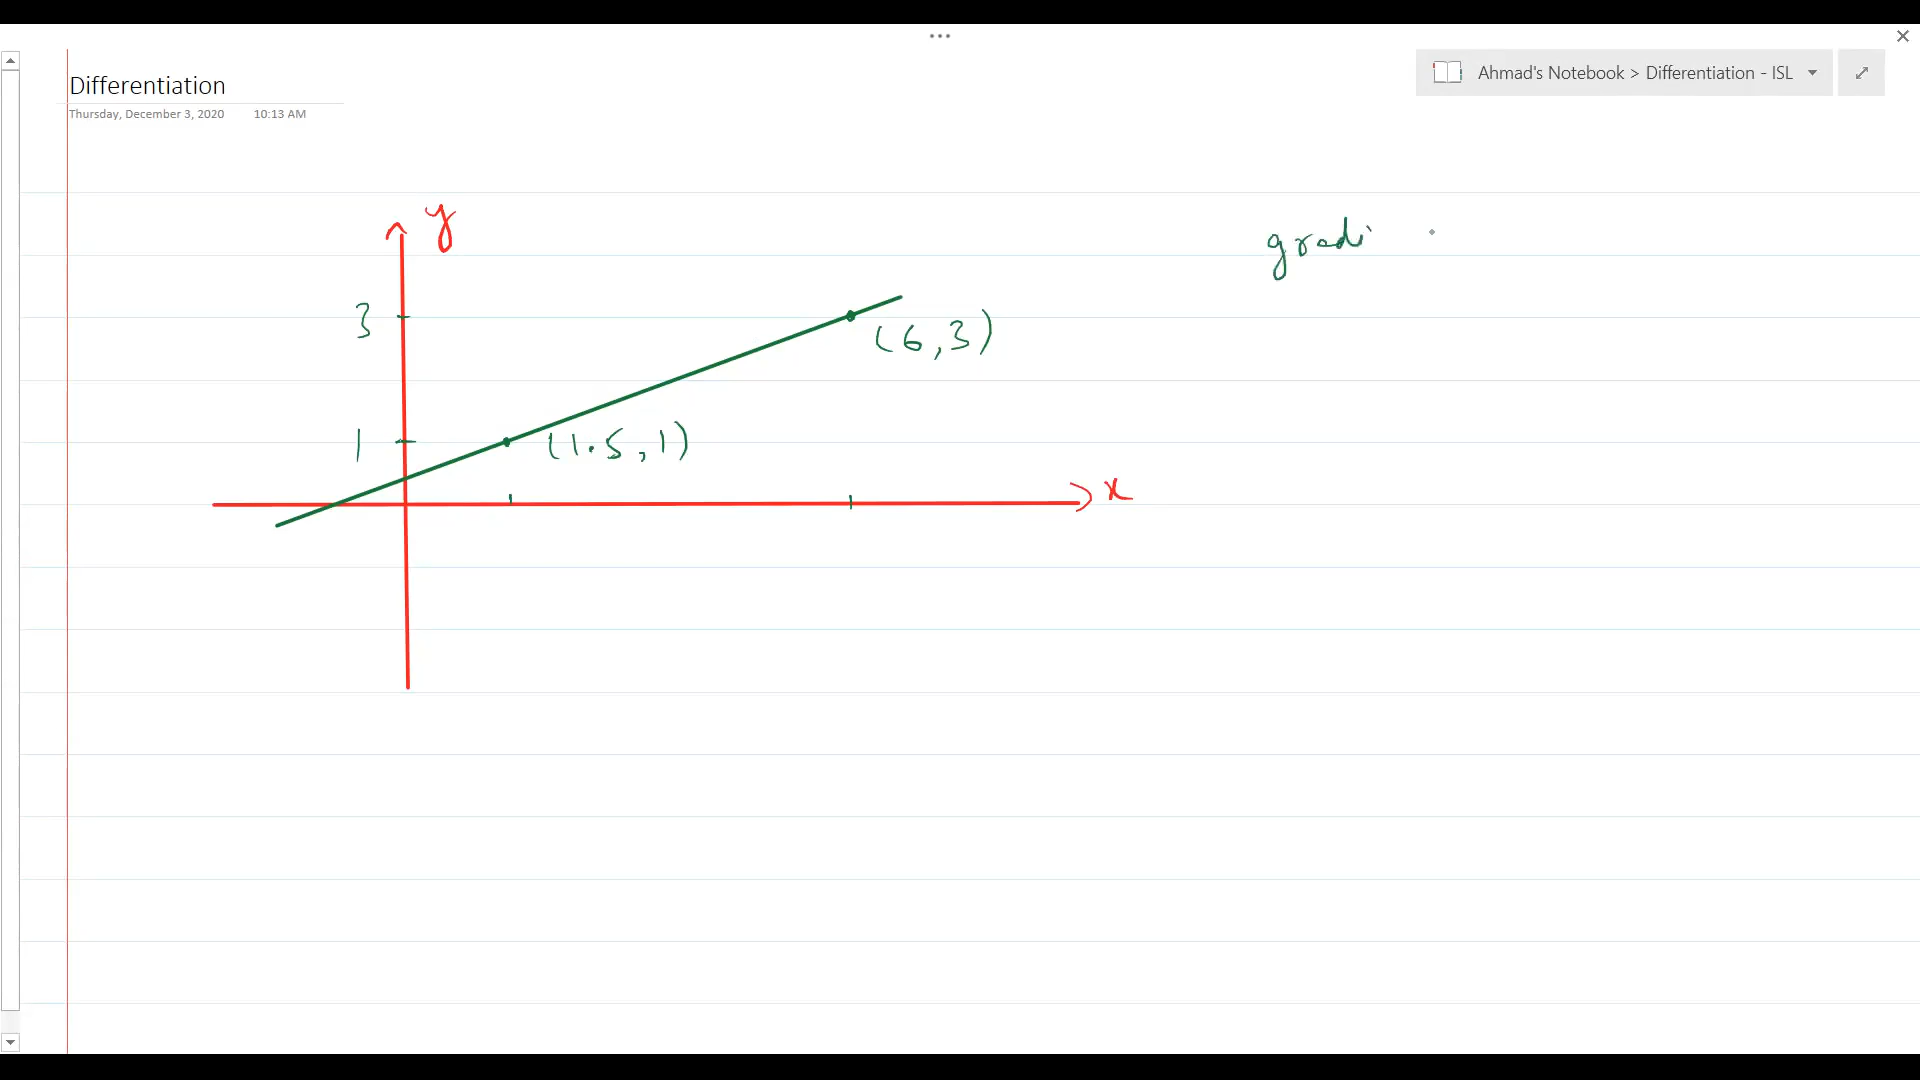 Ahmad's Notebook > Differentiation - ISL
Differentiation
Thursday, December 3, 2020 10:13 AM
y
gradi
3
(6,3)
1
(1.5,1)
x